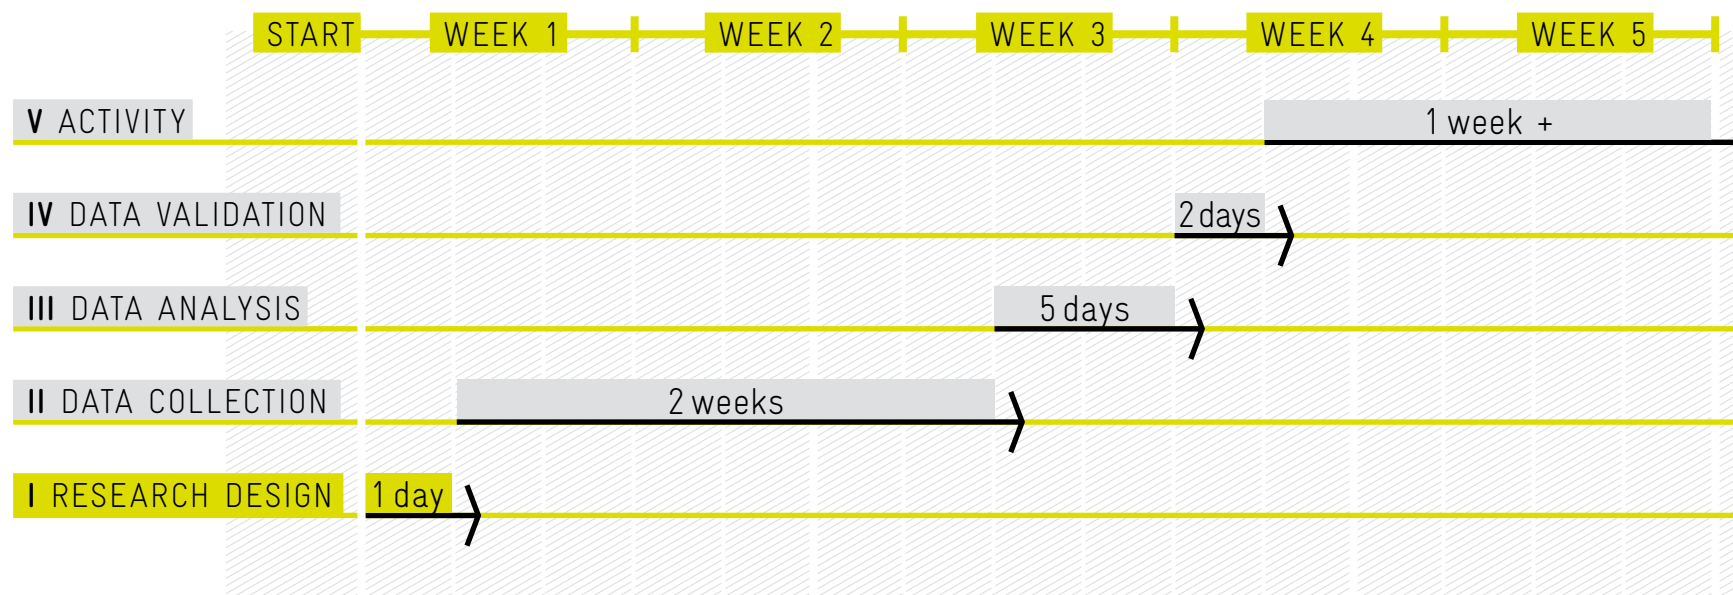 START WEEK 1 WEEK 2 WEEK 3 WEEK 4 WEEK 5
V ACTIVITY 1 week +
IV DATA VALIDATION 2 days
III DATA ANALYSIS 5 days
II DATA COLLECTION 2 weeks
I RESEARCH DESIGN 1 day